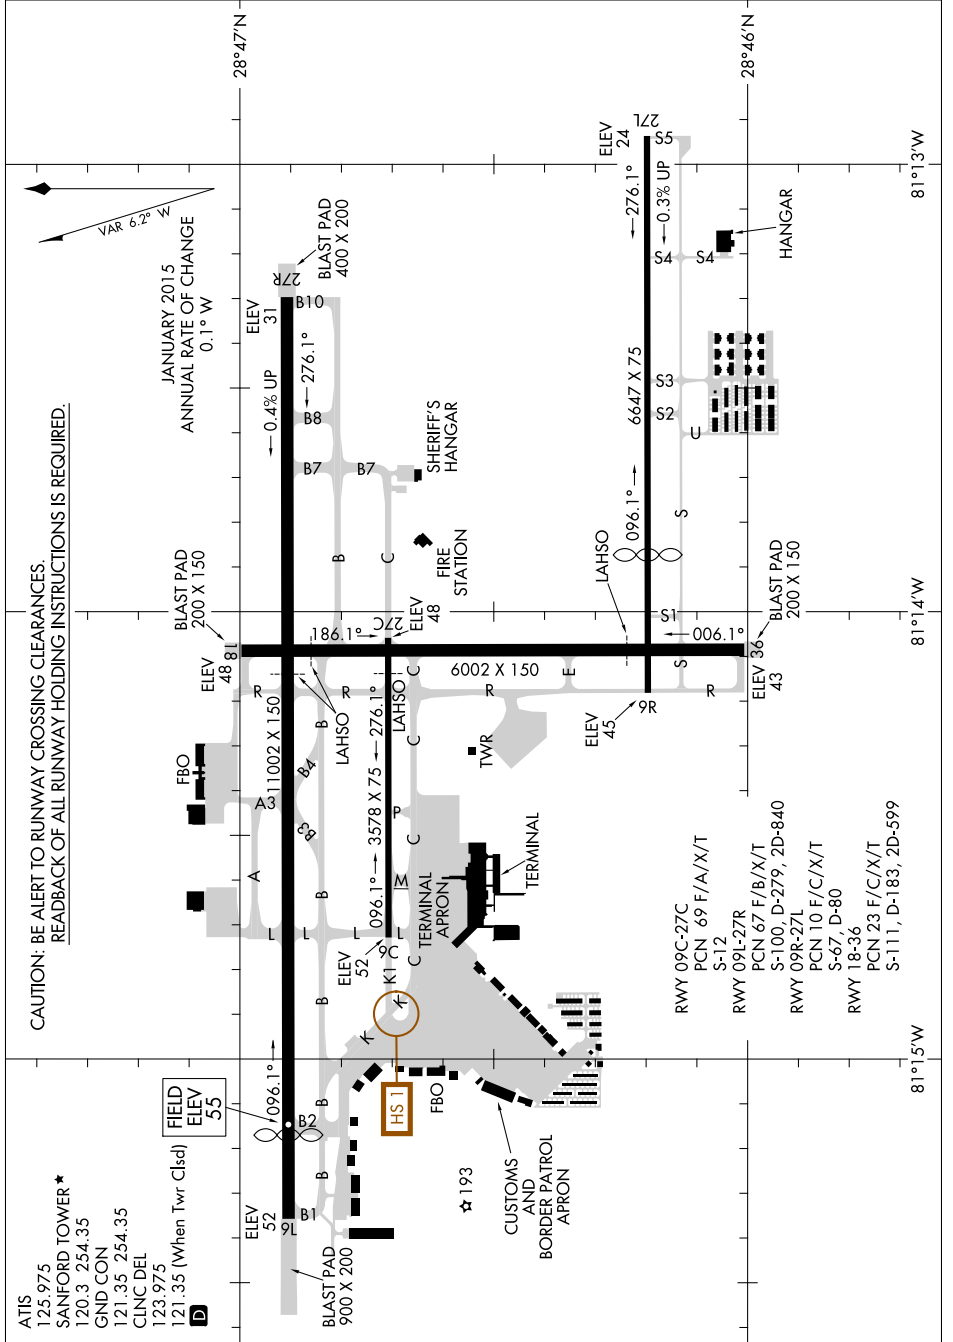 ATIS
125.975
SANFORD TOWER★
120.3 254.35
GND CON
121.35 254.35
CLNC DEL
123.975
121.35 (When Twr Clsd)
D
CAUTION: BE ALERT TO RUNWAY CROSSING CLEARANCES.
READBACK OF ALL RUNWAY HOLDING INSTRUCTIONS IS REQUIRED.
VAR 6.2° W
JANUARY 2015
ANNUAL RATE OF CHANGE
0.1° W
28°47'N
28°46'N
81°13'W
81°14'W
81°15'W
FIELD
ELEV
55
BLAST PAD
900 X 200
ELEV
52
9L
B1
B
B2
096.1°
B
B
L
L
L
L
A
B
B3
A3
B4
B
11002 X 150
FBO
R
R
LAHSO
ELEV
48
18
BLAST PAD
200 X 150
186.1°
B
B7
B7
B8
0.4% UP
276.1°
B10
ELEV
31
27R
BLAST PAD
400 X 200
HS 1
K
K
K1
ELEV
52
9C
096.1°
3578 X 75
276.1°
LAHSO
27C
ELEV
48
C
C
C
C
C
M
P
C
SHERIFF'S
HANGAR
FIRE
STATION
FBO
TERMINAL
APRON
TERMINAL
TWR
R
6002 X 150
E
193
CUSTOMS
AND
BORDER PATROL
APRON
ELEV
45
9R
R
S
S1
LAHSO
006.1°
36
ELEV
43
BLAST PAD
200 X 150
096.1°
6647 X 75
S
U
S2
S3
S4
S4
0.3% UP
276.1°
ELEV
24
27L
S5
HANGAR
RWY 09C-27C
PCN 69 F/A/X/T
S-12
RWY 09L-27R
PCN 67 F/B/X/T
S-100, D-279, 2D-840
RWY 09R-27L
PCN 10 F/C/X/T
S-67, D-80
RWY 18-36
PCN 23 F/C/X/T
S-111, D-183, 2D-599